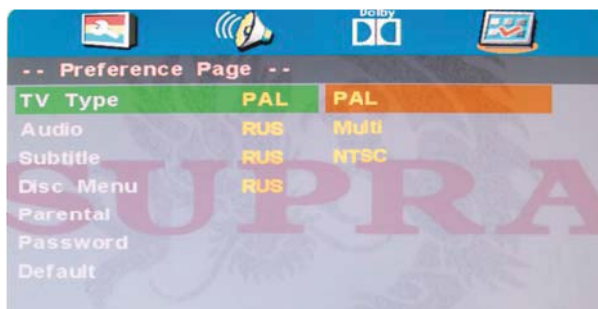 Dolby
-- Preference Page --
TV Type PAL PAL
Audio RUS Multi
Subtitle RUS NTSC
Disc Menu RUS
Parental
Password
Default
SUPRA